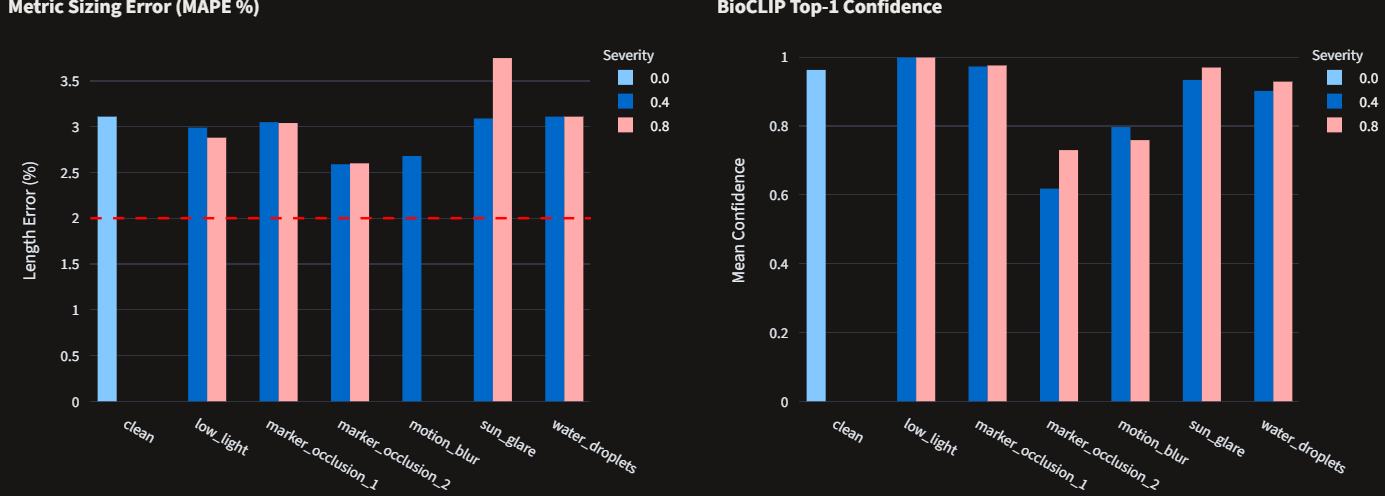 Metric Sizing Error (MAPE %)
Severity
0.0
0.4
0.8
Length Error (%)
3.5
3
2.5
2
1.5
1
0.5
0
clean
low_light
marker_occlusion_1
marker_occlusion_2
motion_blur
sun_glare
water_droplets
BioCLIP Top-1 Confidence
Severity
0.0
0.4
0.8
Mean Confidence
1
0.8
0.6
0.4
0.2
0
clean
low_light
marker_occlusion_1
marker_occlusion_2
motion_blur
sun_glare
water_droplets